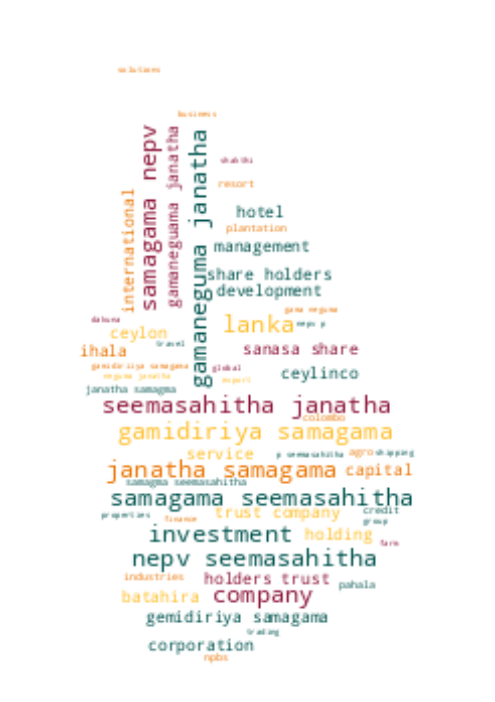 solutions
business
samagama nepv
gamaneguama janatha
gamaneguma janatha
international
shakthi
resort
hotel
plantation
management
share holders
development
gama neguma
lanka
nepv p
dakuna
ceylon
travel
ihala
sanasa share
gamidiriya samagama
global
neguma janatha
export
ceylinco
janatha samagma
seemasahitha janatha
colombo
gamidiriya samagama
service
p seemasahitha
agro
shipping
janatha samagama
capital
samagma seemasahitha
samagama seemasahitha
properties
finance
trust company
credit
group
investment
holding
farm
nepv seemasahitha
industries
holders trust
pahala
batahira
company
gemidiriya samagama
trading
corporation
npbs